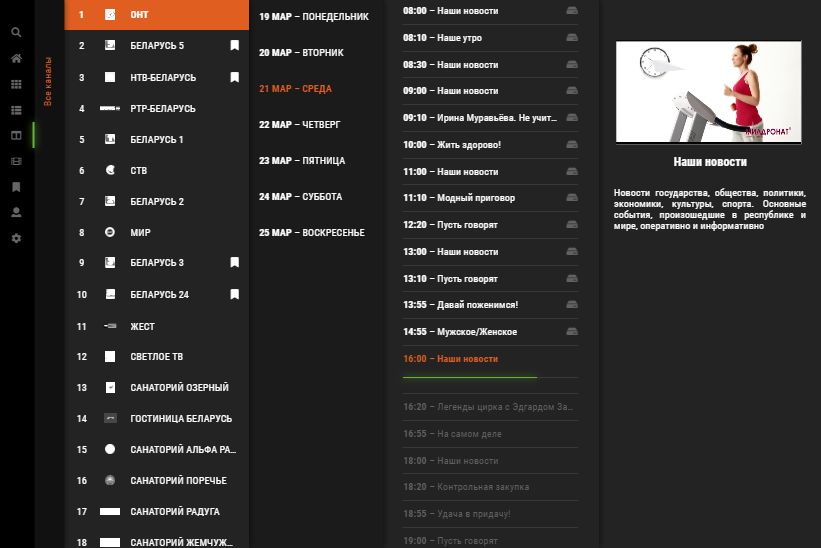 Все каналы
1 ОНТ
2 БЕЛАРУСЬ 5
3 НТВ-БЕЛАРУСЬ
4 РТР-БЕЛАРУСЬ
5 БЕЛАРУСЬ 1
6 СТВ
7 БЕЛАРУСЬ 2
8 МИР
9 БЕЛАРУСЬ 3
10 БЕЛАРУСЬ 24
11 ЖЕСТ
12 СВЕТЛОЕ ТВ
13 САНАТОРИЙ ОЗЕРНЫЙ
14 ГОСТИНИЦА БЕЛАРУСЬ
15 САНАТОРИЙ АЛЬФА РА...
16 САНАТОРИЙ ПОРЕЧЬЕ
17 САНАТОРИЙ РАДУГА
18 САНАТОРИЙ ЖЕМЧУЖ...
19 МАР – ПОНЕДЕЛЬНИК
20 МАР – ВТОРНИК
21 МАР – СРЕДА
22 МАР – ЧЕТВЕРГ
23 МАР – ПЯТНИЦА
24 МАР – СУББОТА
25 МАР – ВОСКРЕСЕНЬЕ
08:00 – Наши новости
08:10 – Наше утро
08:30 – Наши новости
09:00 – Наши новости
09:10 – Ирина Муравьёва. Не учит...
10:00 – Жить здорово!
11:00 – Наши новости
11:10 – Модный приговор
12:20 – Пусть говорят
13:00 – Наши новости
13:10 – Пусть говорят
13:55 – Давай поженимся!
14:55 – Мужское/Женское
16:00 – Наши новости
16:20 – Легенды цирка с Эдгардом За...
16:55 – На самом деле
18:00 – Наши новости
18:20 – Контрольная закупка
18:55 – Удача в придачу!
19:00 – Пусть говорят
МИЛДРОНАТ®
Наши новости
Новости государства, общества, политики,
экономики, культуры, спорта. Основные
события, произошедшие в республике и
мире, оперативно и информативно